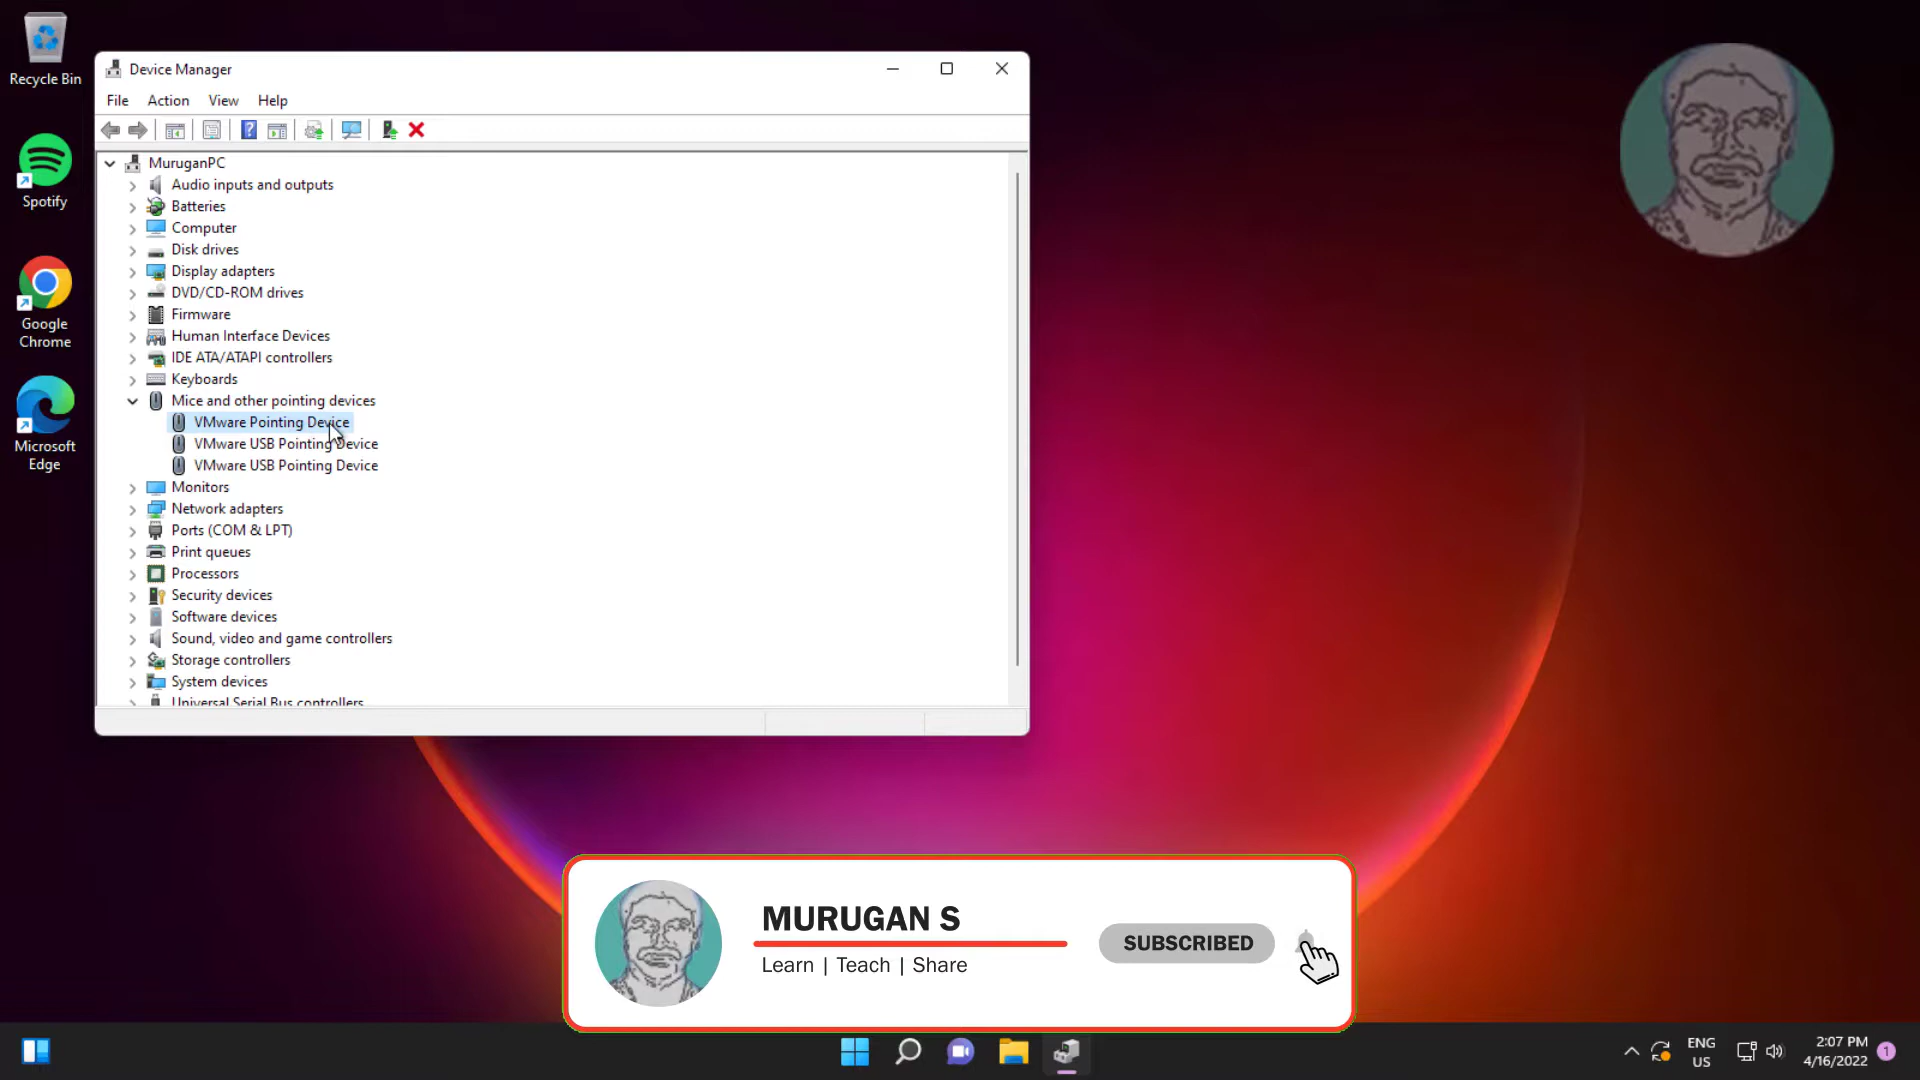 Recycle Bin
Spotify
Google
Chrome
Microsoft
Edge
Device Manager
File Action View Help
MuruganPC
Audio inputs and outputs
Batteries
Computer
Disk drives
Display adapters
DVD/CD-ROM drives
Firmware
Human Interface Devices
IDE ATA/ATAPI controllers
Keyboards
Mice and other pointing devices
VMware Pointing Device
VMware USB Pointing Device
VMware USB Pointing Device
Monitors
Network adapters
Ports (COM & LPT)
Print queues
Processors
Security devices
Software devices
Sound, video and game controllers
Storage controllers
System devices
Universal Serial Bus controllers
MURUGAN S
Learn | Teach | Share
SUBSCRIBED
ENG
US
2:07 PM
4/16/2022
1